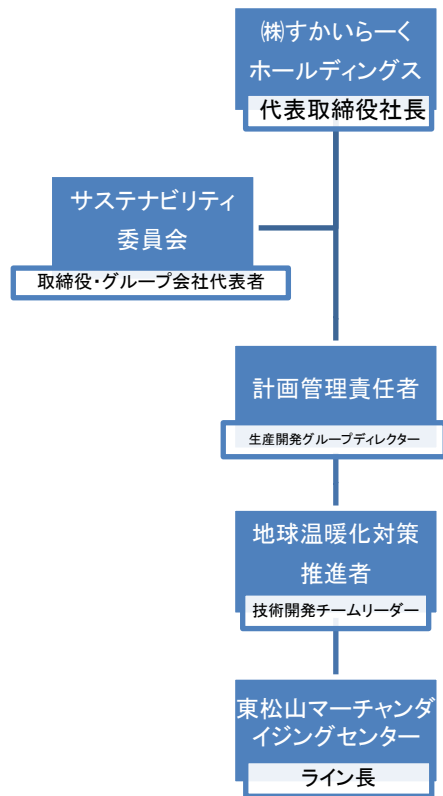 ㈱すかいらーく
ホールディングス
代表取締役社長
サステナビリティ
委員会
取締役・グループ会社代表者
計画管理責任者
生産開発グループディレクター
地球温暖化対策
推進者
技術開発チームリーダー
東松山マーチャンダ
イジングセンター
ライン長